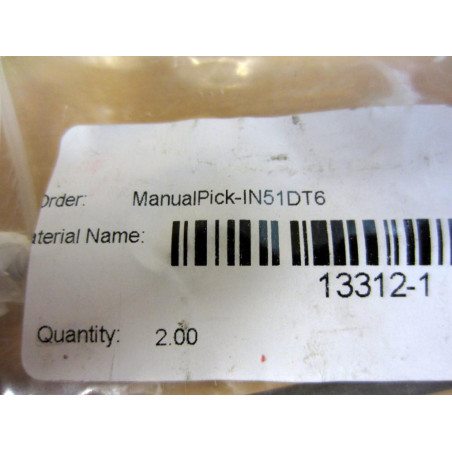 Order: ManualPick-IN51DT6
aterial Name:
13312-1
Quantity: 2.00